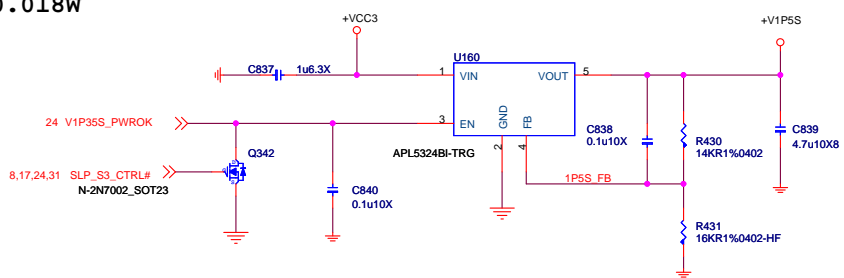 0.018W
+VCC3
+V1P5S
C837
1u6.3X
U160
1
VIN
VOUT
5
24 V1P35S_PWROK
3
EN
GND
FB
2
4
APL5324BI-TRG
C838
0.1u10X
R430
14KR1%0402
C839
4.7u10X8
Q342
8,17,24,31 SLP_S3_CTRL#
N-2N7002_SOT23
C840
0.1u10X
1P5S_FB
R431
16KR1%0402-HF